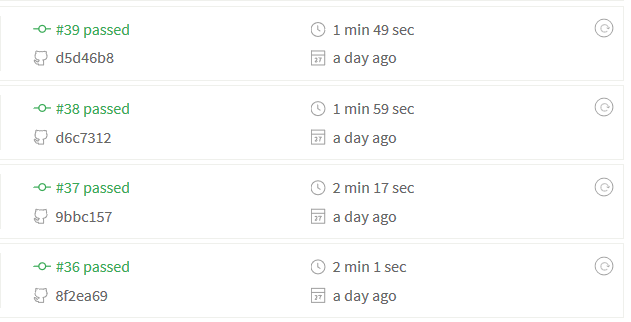 #39 passed 1 min 49 sec
d5d46b8 a day ago
#38 passed 1 min 59 sec
d6c7312 a day ago
#37 passed 2 min 17 sec
9bbc157 a day ago
#36 passed 2 min 1 sec
8f2ea69 a day ago